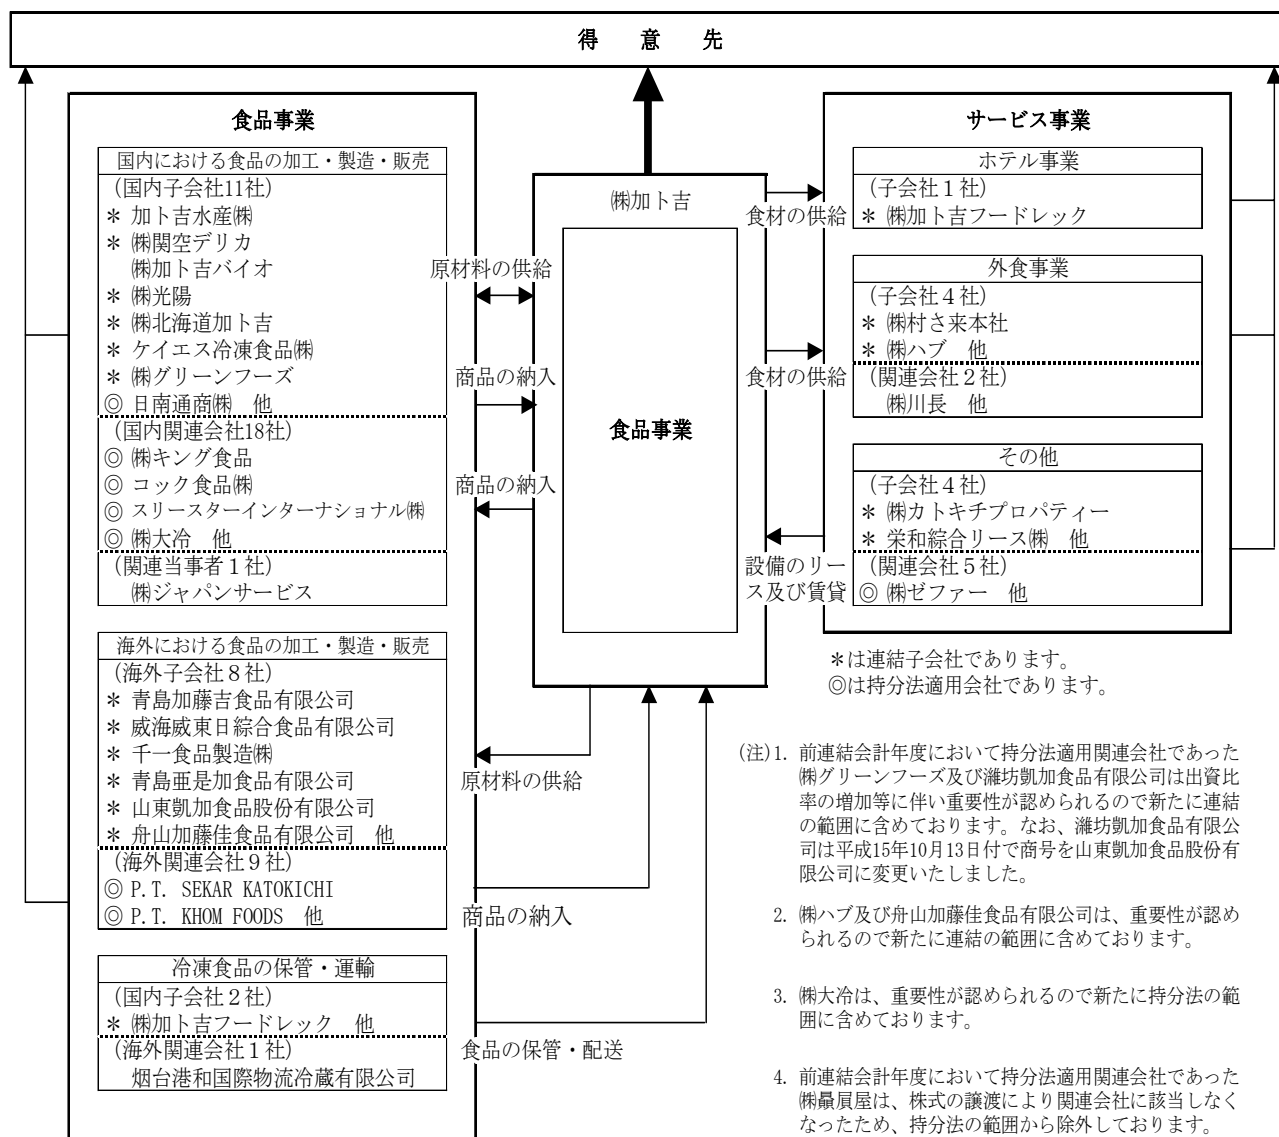 得　意　先
食品事業
国内における食品の加工・製造・販売
(国内子会社11社)
＊ 加ト吉水産㈱
＊ ㈱関空デリカ
㈱加ト吉バイオ
＊ ㈱光陽
＊ ㈱北海道加ト吉
＊ ケイエス冷凍食品㈱
＊ ㈱グリーンフーズ
◎ 日南通商㈱　他
(国内関連会社18社)
◎ ㈱キング食品
◎ コック食品㈱
◎ スリースターインターナショナル㈱
◎ ㈱大冷　他
(関連当事者１社)
㈱ジャパンサービス
海外における食品の加工・製造・販売
(海外子会社８社)
＊ 青島加藤吉食品有限公司
＊ 威海威東日綜合食品有限公司
＊ 千一食品製造㈱
＊ 青島亜是加食品有限公司
＊ 山東凱加食品股份有限公司
＊ 舟山加藤佳食品有限公司　他
(海外関連会社９社)
◎ P.T. SEKAR KATOKICHI
◎ P.T. KHOM FOODS　他
冷凍食品の保管・運輸
(国内子会社２社)
＊ ㈱加ト吉フードレック　他
(海外関連会社１社)
烟台港和国際物流冷蔵有限公司
原材料の供給
商品の納入
商品の納入
原材料の供給
商品の納入
食品の保管・配送
㈱加ト吉
食品事業
食材の供給
食材の供給
設備のリー
ス及び賃貸
サービス事業
ホテル事業
(子会社１社)
＊ ㈱加ト吉フードレック
外食事業
(子会社４社)
＊ ㈱村さ来本社
＊ ㈱ハブ　他
(関連会社２社)
㈱川長　他
その他
(子会社４社)
＊ ㈱カトキチプロパティー
＊ 栄和綜合リース㈱　他
(関連会社５社)
◎ ㈱ゼファー　他
＊は連結子会社であります。
◎は持分法適用会社であります。
(注)1. 前連結会計年度において持分法適用関連会社であった
㈱グリーンフーズ及び濰坊凱加食品有限公司は出資比
率の増加等に伴い重要性が認められるので新たに連結
の範囲に含めております。なお、濰坊凱加食品有限公
司は平成15年10月13日付で商号を山東凱加食品股份有
限公司に変更いたしました。
2. ㈱ハブ及び舟山加藤佳食品有限公司は、重要性が認め
られるので新たに連結の範囲に含めております。
3. ㈱大冷は、重要性が認められるので新たに持分法の範
囲に含めております。
4. 前連結会計年度において持分法適用関連会社であった
㈱贔屓屋は、株式の譲渡により関連会社に該当しなく
なったため、持分法の範囲から除外しております。